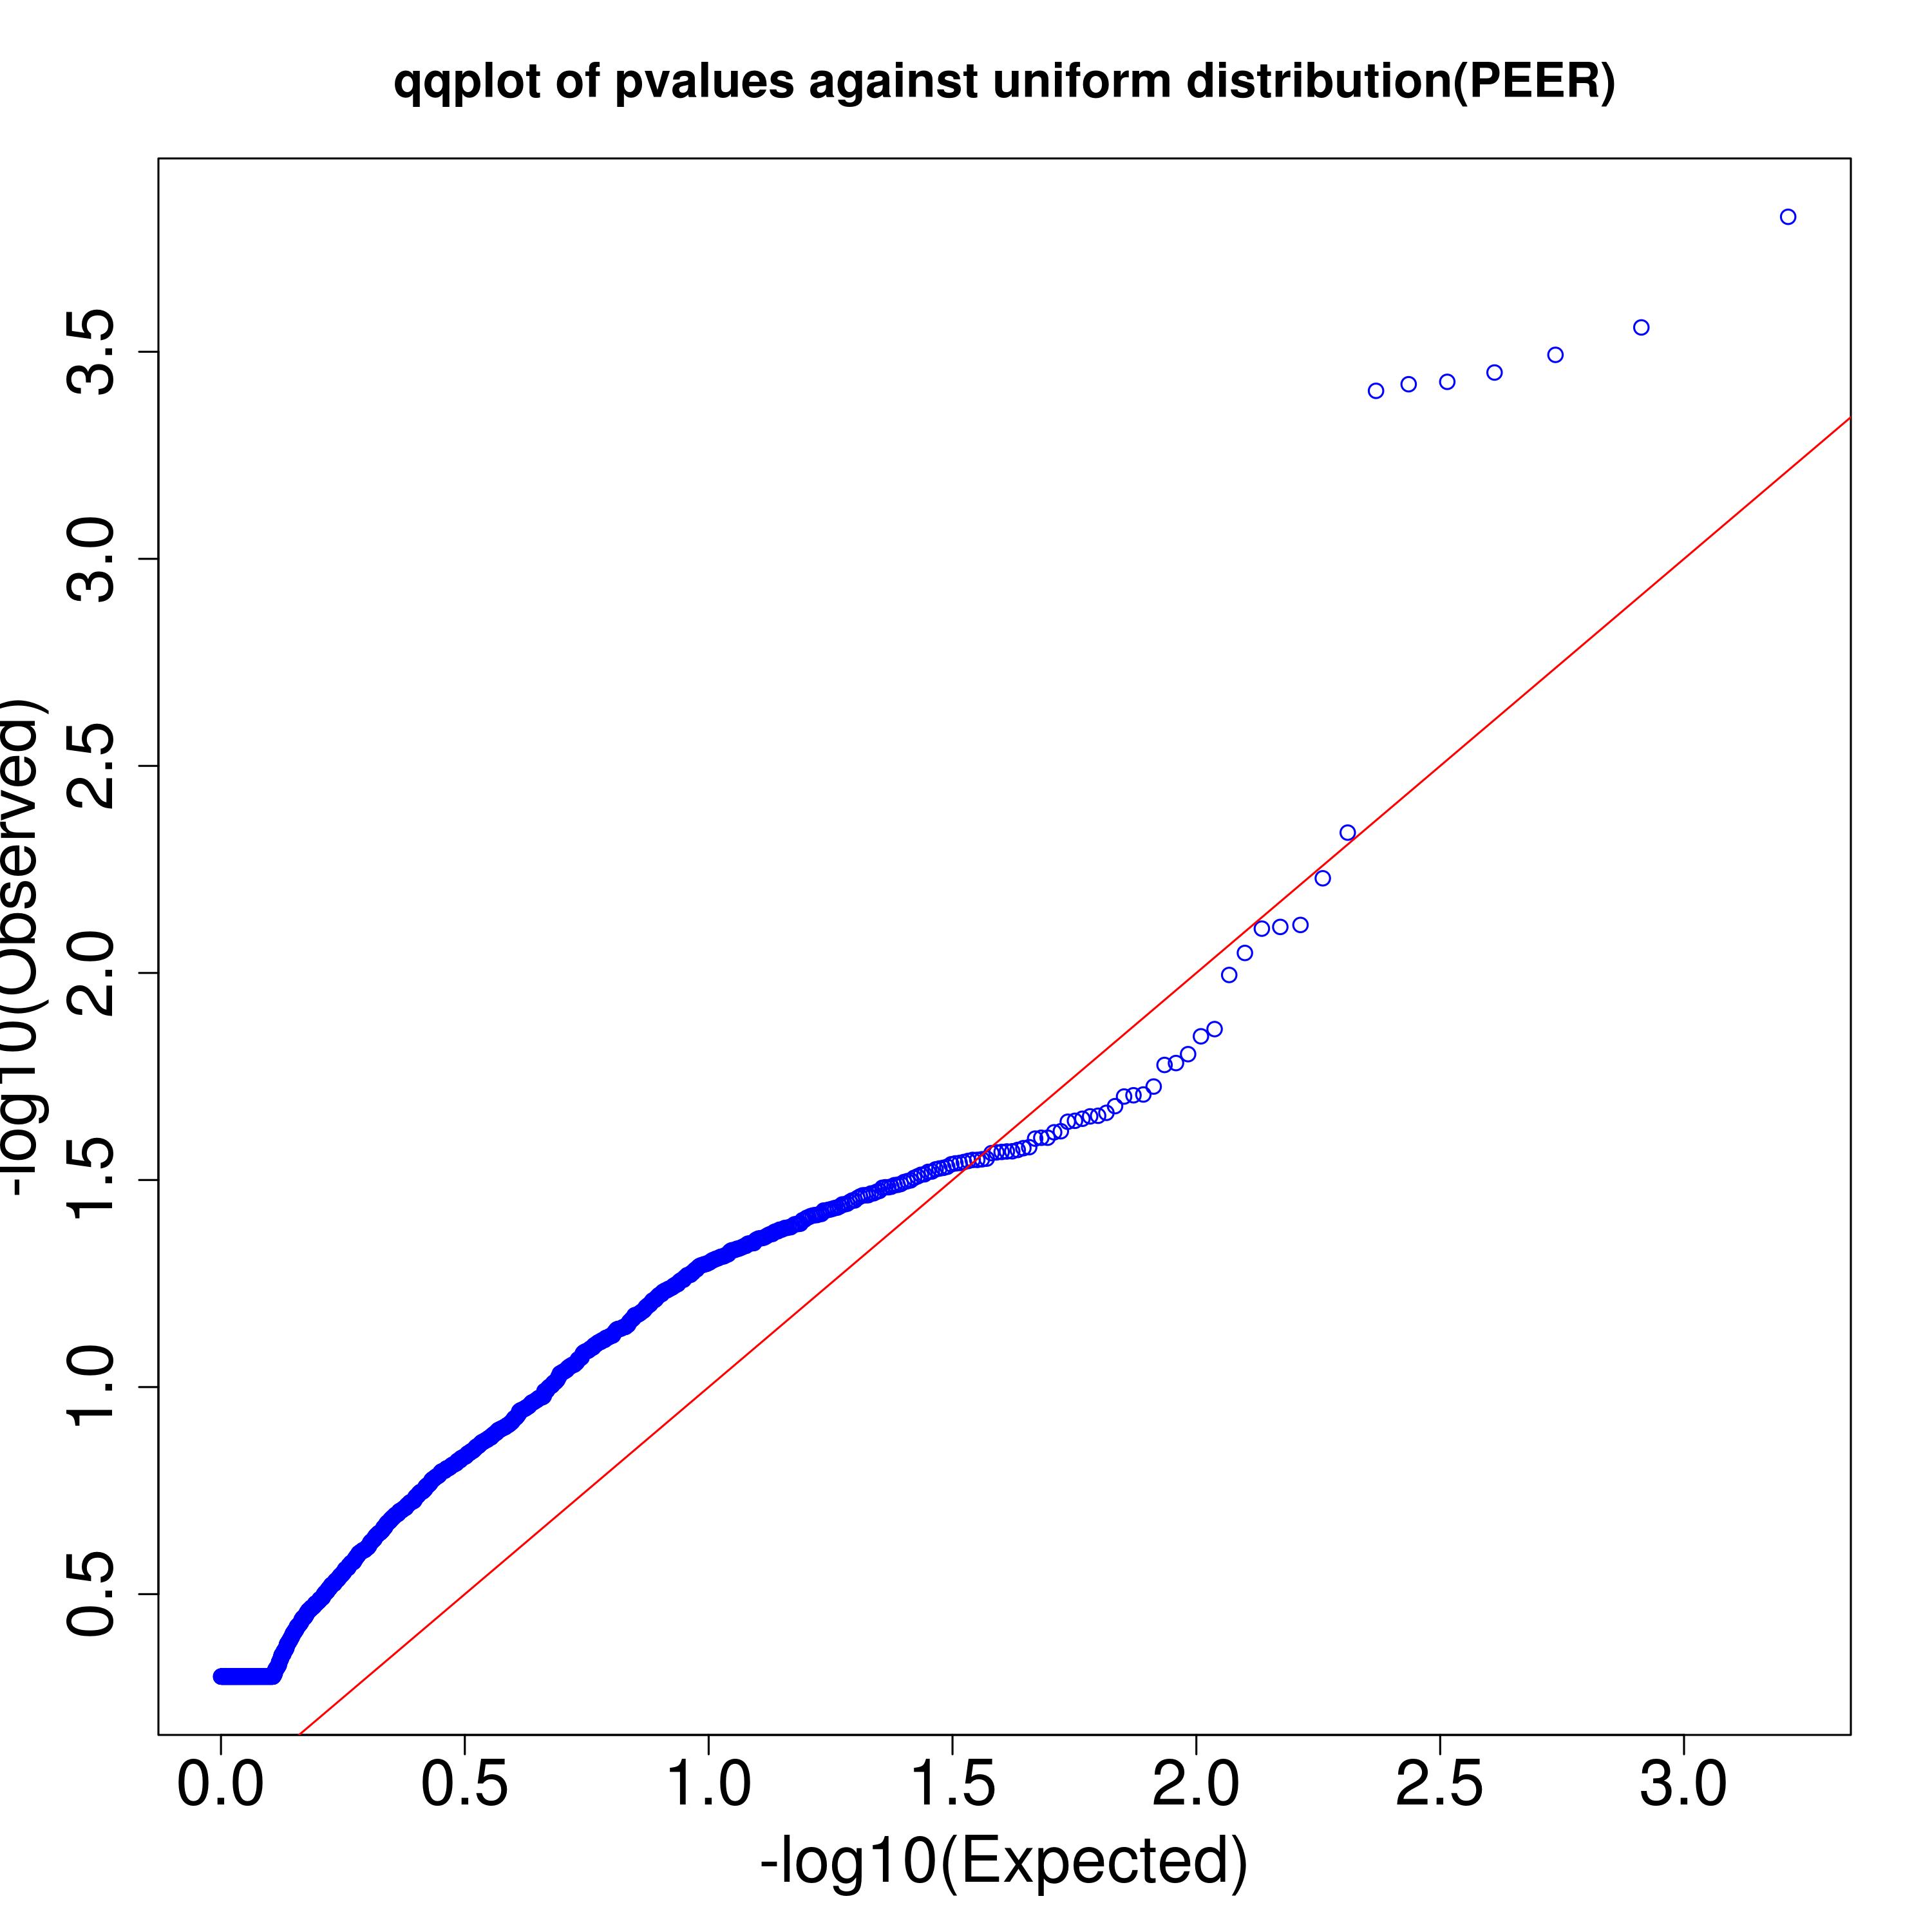 qqplot of pvalues against uniform distribution(PEER)
-log10(Observed)
3.5
3.0
2.5
2.0
1.5
1.0
0.5
0.0 0.5 1.0 1.5 2.0 2.5 3.0
-log10(Expected)